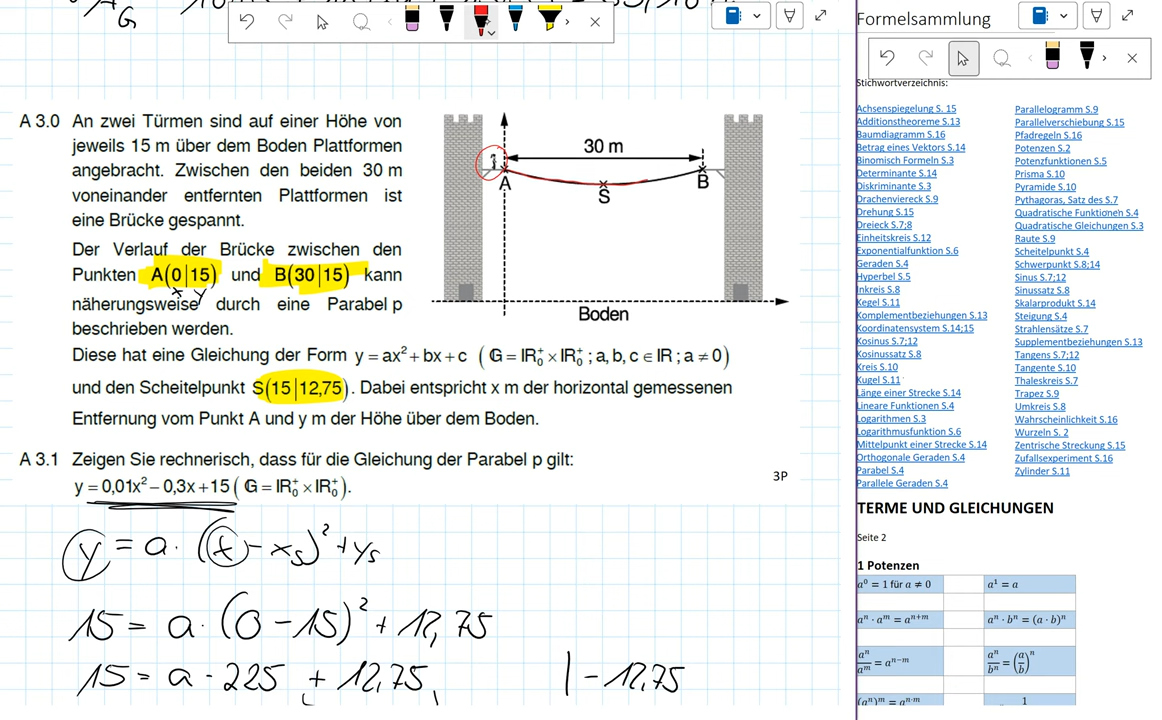 Formelsammlung
A 3.0 An zwei Türmen sind auf einer Höhe von
jeweils 15 m über dem Boden Plattformen
angebracht. Zwischen den beiden 30 m
voneinander entfernten Plattformen ist
eine Brücke gespannt.
Der Verlauf der Brücke zwischen den
Punkten A(0|15) und B(30|15) kann
x y
näherungsweise durch eine Parabel p
beschrieben werden.
30 m
A
S
B
Boden
Diese hat eine Gleichung der Form y = ax² + bx + c ( G = IR₀⁺ × IR₀⁺ ; a, b, c ∈ IR ; a ≠ 0 )
und den Scheitelpunkt S(15|12,75). Dabei entspricht x m der horizontal gemessenen
Entfernung vom Punkt A und y m der Höhe über dem Boden.
A 3.1 Zeigen Sie rechnerisch, dass für die Gleichung der Parabel p gilt:
y = 0,01x² − 0,3x + 15 ( G = IR₀⁺ × IR₀⁺ ).
3P
y = a · (x − xₛ)² + yₛ
15 = a · (0 − 15)² + 12,75
15 = a · 225 + 12,75 | − 12,75
Stichwortverzeichnis:
Achsenspiegelung S. 15
Additionstheoreme S.13
Baumdiagramm S.16
Betrag eines Vektors S.14
Binomisch Formeln S.3
Determinante S.14
Diskriminante S.3
Drachenviereck S.9
Drehung S.15
Dreieck S.7;8
Einheitskreis S.12
Exponentialfunktion S.6
Geraden S.4
Hyperbel S.5
Inkreis S.8
Kegel S.11
Komplementbeziehungen S.13
Koordinatensystem S.14;15
Kosinus S.7;12
Kosinussatz S.8
Kreis S.10
Kugel S.11
Länge einer Strecke S.14
Lineare Funktionen S.4
Logarithmen S.3
Logarithmusfunktion S.6
Mittelpunkt einer Strecke S.14
Orthogonale Geraden S.4
Parabel S.4
Parallele Geraden S.4
Parallelogramm S.9
Parallelverschiebung S.15
Pfadregeln S.16
Potenzen S.2
Potenzfunktionen S.5
Prisma S.10
Pyramide S.10
Pythagoras, Satz des S.7
Quadratische Funktionen S.4
Quadratische Gleichungen S.3
Raute S.9
Scheitelpunkt S.4
Schwerpunkt S.8;14
Sinus S.7;12
Sinussatz S.8
Skalarprodukt S.14
Steigung S.4
Strahlensätze S.7
Supplementbeziehungen S.13
Tangens S.7;12
Tangente S.10
Thaleskreis S.7
Trapez S.9
Umkreis S.8
Wahrscheinlichkeit S.16
Wurzeln S. 2
Zentrische Streckung S.15
Zufallsexperiment S.16
Zylinder S.11
TERME UND GLEICHUNGEN
Seite 2
1 Potenzen
a⁰ = 1 für a ≠ 0 a¹ = a
aⁿ · aᵐ = aⁿ⁺ᵐ aⁿ · bⁿ = (a · b)ⁿ
aⁿ/aᵐ = aⁿ⁻ᵐ aⁿ/bⁿ = (a/b)ⁿ
(aⁿ)ᵐ = aⁿ·ᵐ 1